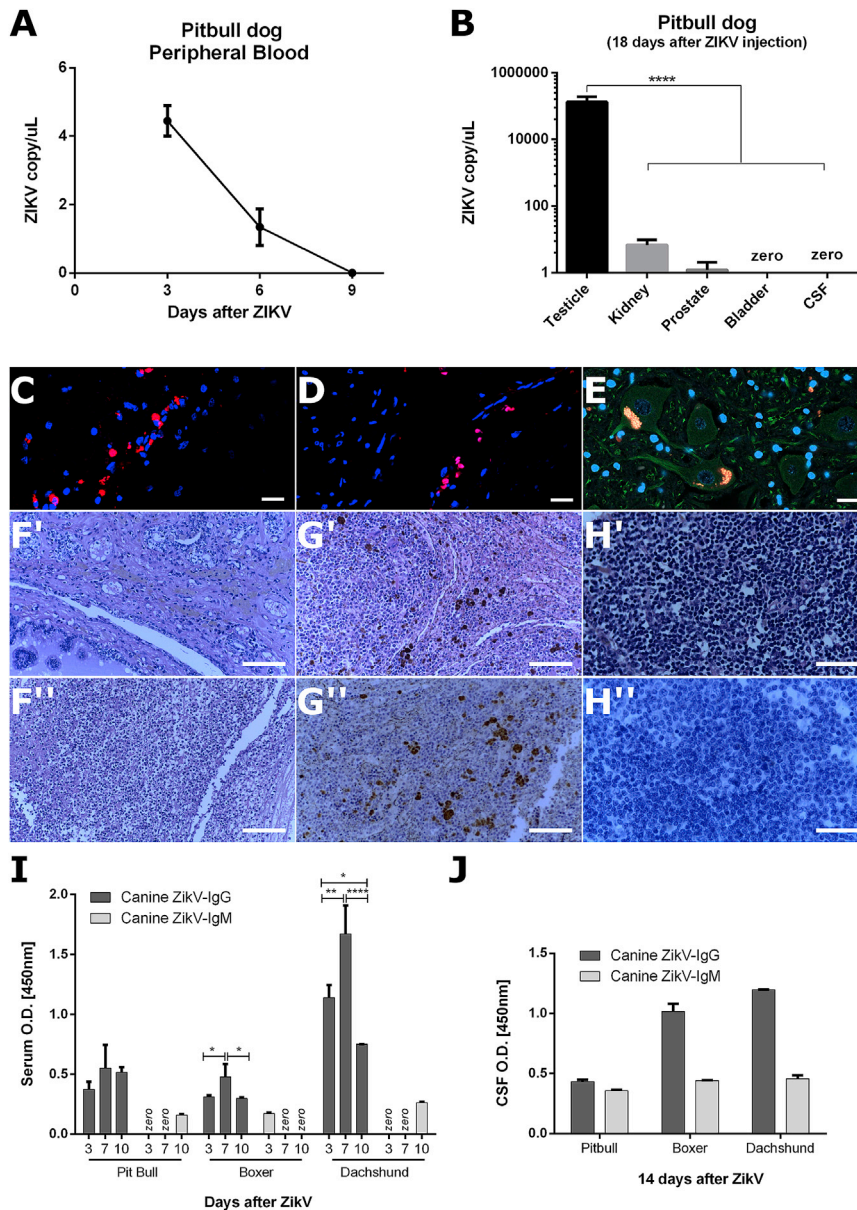 A
Pitbull dog
Peripheral Blood
ZIKV copy/uL
6
4
2
0
0
3
6
9
Days after ZIKV
B
Pitbull dog
(18 days after ZIKV injection)
ZIKV copy/uL
1000000
10000
100
1
****
zero
zero
Testicle
Kidney
Prostate
Bladder
CSF
C
D
E
F'
G'
H'
F''
G''
H''
I
Canine ZikV-IgG
Canine ZikV-IgM
Serum O.D. [450nm]
2.0
1.5
1.0
0.5
0.0
*
** ****
* *
zero zero zero zero zero zero
3 7 10 3 7 10 3 7 10 3 7 10 3 7 10 3 7 10
Pit Bull Boxer Dachshund
Days after ZikV
J
Canine ZikV-IgG
Canine ZikV-IgM
CSF O.D. [450nm]
1.5
1.0
0.5
0.0
Pitbull Boxer Dachshund
14 days after ZikV